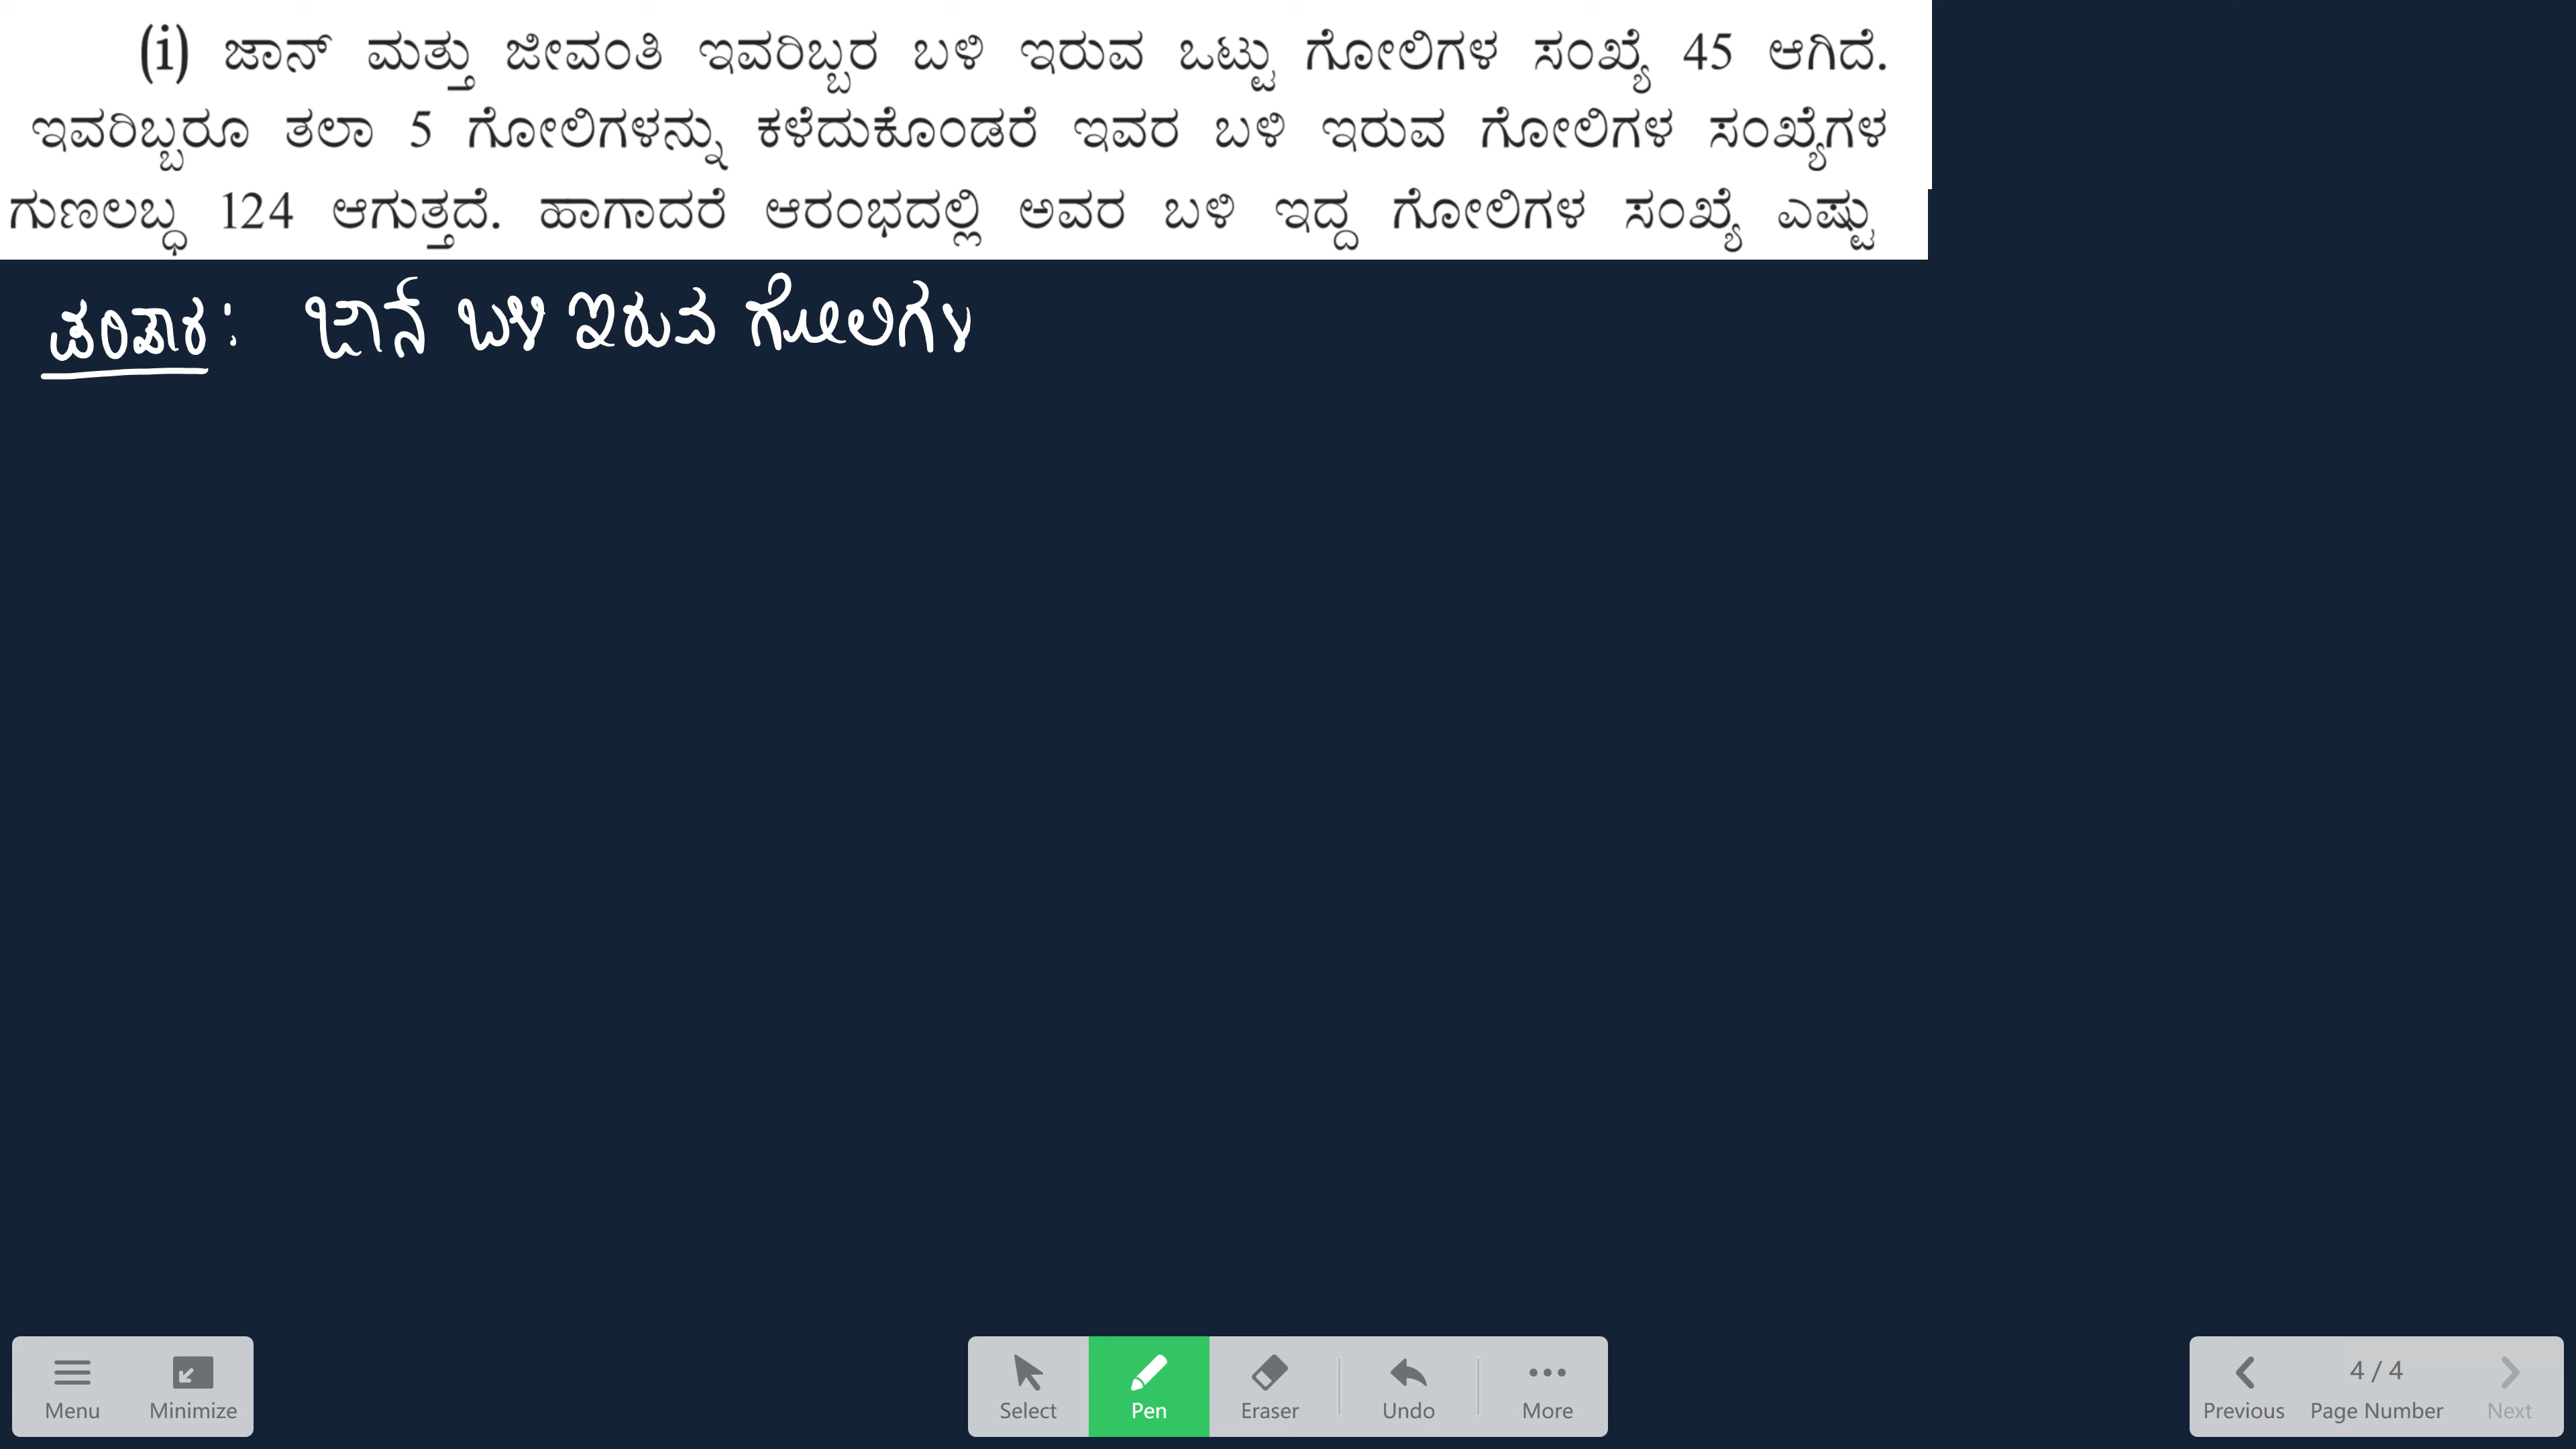 (i) ಜಾನ್ ಮತ್ತು ಜೀವಂತಿ ಇವರಿಬ್ಬರ ಬಳಿ ಇರುವ ಒಟ್ಟು ಗೋಲಿಗಳ ಸಂಖ್ಯೆ 45 ಆಗಿದೆ.
ಇವರಿಬ್ಬರೂ ತಲಾ 5 ಗೋಲಿಗಳನ್ನು ಕಳೆದುಕೊಂಡರೆ ಇವರ ಬಳಿ ಇರುವ ಗೋಲಿಗಳ ಸಂಖ್ಯೆಗಳ
ಗುಣಲಬ್ಧ 124 ಆಗುತ್ತದೆ. ಹಾಗಾದರೆ ಆರಂಭದಲ್ಲಿ ಅವರ ಬಳಿ ಇದ್ದ ಗೋಲಿಗಳ ಸಂಖ್ಯೆ ಎಷ್ಟು
ಪರಿಹಾರ : ಜಾನ್ ಬಳಿ ಇರುವ ಗೋಲಿಗಳ
Menu Minimize Select Pen Eraser Undo More Previous 4 / 4 Page Number Next